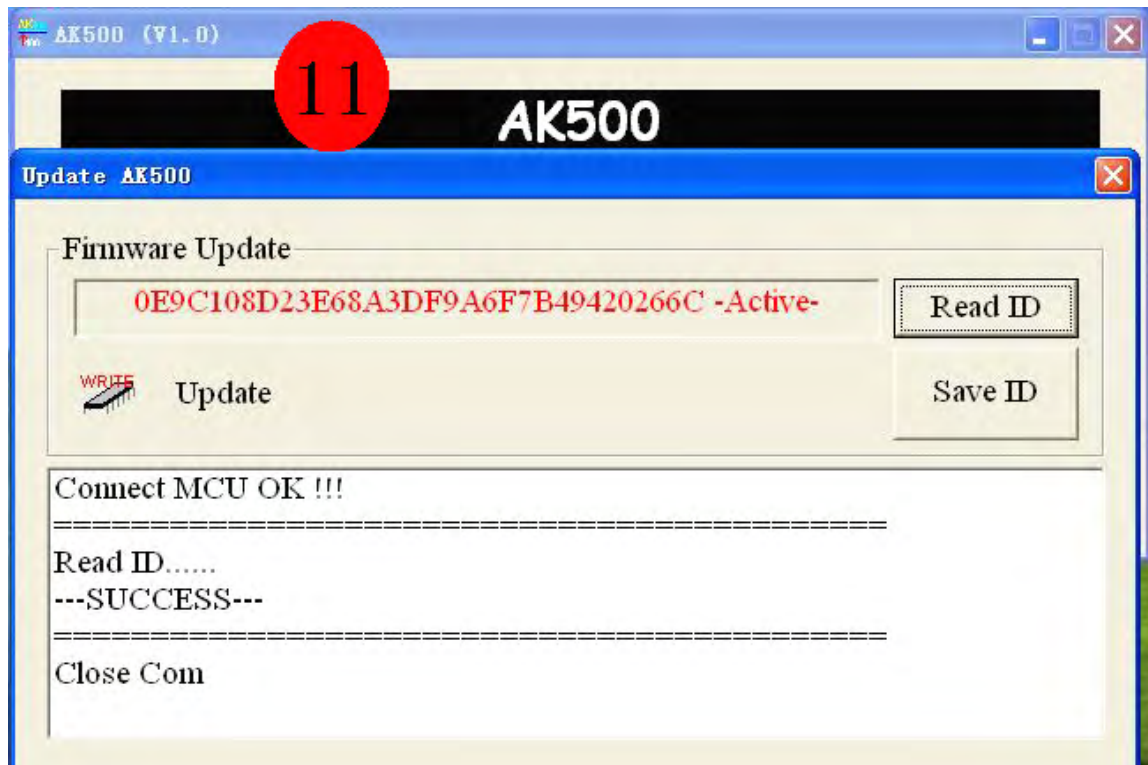 AK500 (V1.0)
11
AK500
Update AK500
Firmware Update
0E9C108D23E68A3DF9A6F7B49420266C -Active-
Read ID
WRITE
Update
Save ID
Connect MCU OK !!!
===========================================
Read ID......
---SUCCESS---
===========================================
Close Com